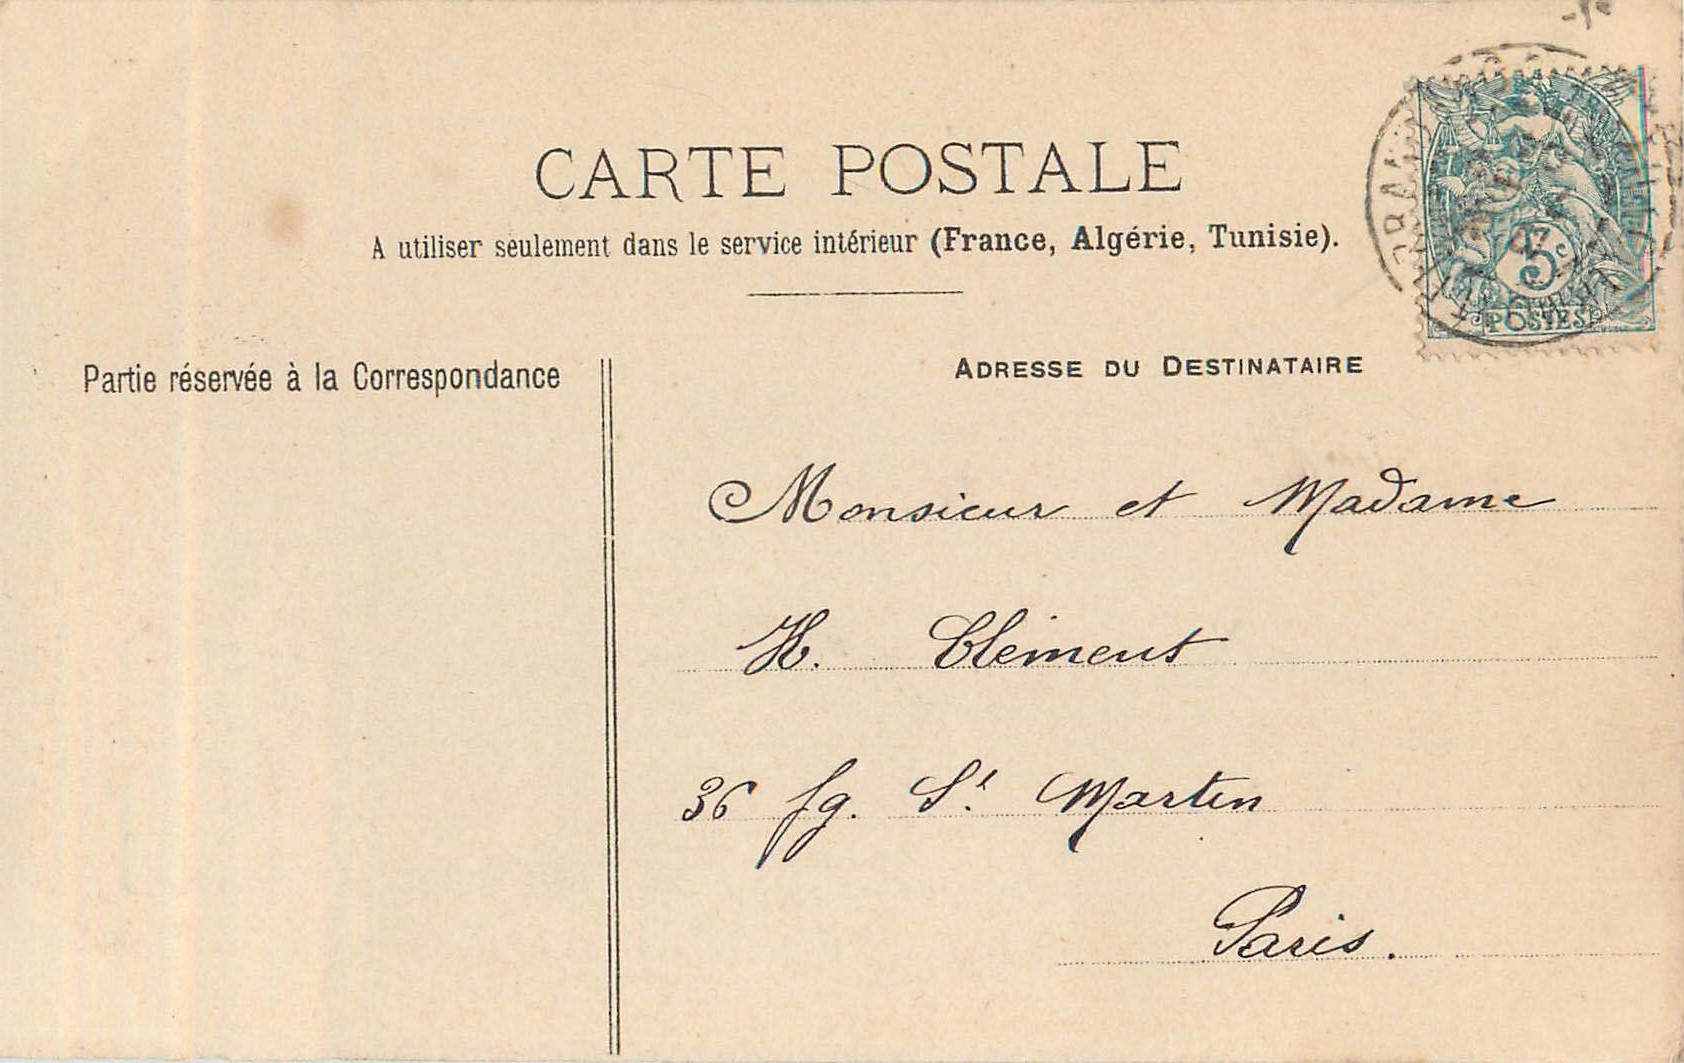 CARTE POSTALE
A utiliser seulement dans le service intérieur (France, Algérie, Tunisie).
Partie réservée à la Correspondance
ADRESSE DU DESTINATAIRE
5c
POSTES
Monsieur et Madame
H. Clément
36 fg. St Martin
Paris.